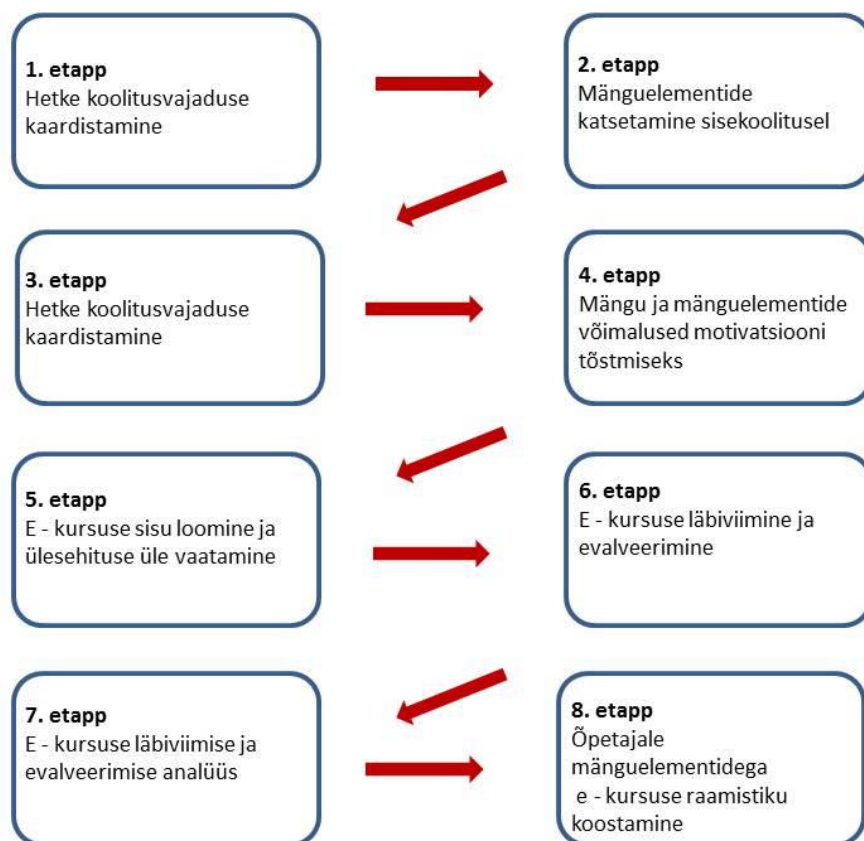 1. etapp
Hetke koolitusvajaduse
kaardistamine
2. etapp
Mänguelementide
katsetamine sisekoolitusel
3. etapp
Hetke koolitusvajaduse
kaardistamine
4. etapp
Mängu ja mänguelementide
võimalused motivatsiooni
tõstmiseks
5. etapp
E - kursuse sisu loomine ja
ülesehituse üle vaatamine
6. etapp
E - kursuse läbiviimine ja
evalveerimine
7. etapp
E - kursuse läbiviimise ja
evalveerimise analüüs
8. etapp
Õpetajale
mänguelementidega
e - kursuse raamistiku
koostamine